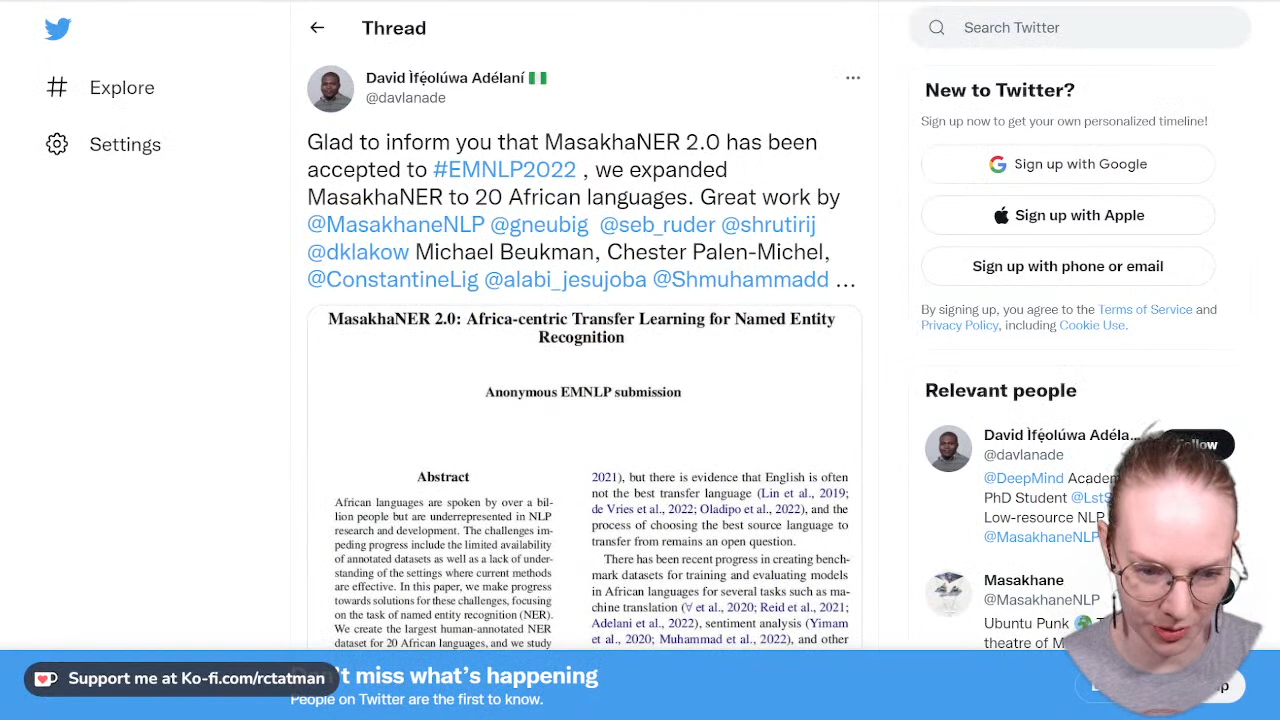 Explore
Settings
Thread
David Ìfẹ́olúwa Adélaní
@davlanade
Glad to inform you that MasakhaNER 2.0 has been
accepted to #EMNLP2022 , we expanded
MasakhaNER to 20 African languages. Great work by
@MasakhaneNLP @gneubig @seb_ruder @shrutirij
@dklakow Michael Beukman, Chester Palen-Michel,
@ConstantineLig @alabi_jesujoba @Shmuhammadd …
MasakhaNER 2.0: Africa-centric Transfer Learning for Named Entity
Recognition
Anonymous EMNLP submission
Abstract
African languages are spoken by over a bil-
lion people but are underrepresented in NLP
research and development. The challenges im-
peding progress include the limited availability
of annotated datasets as well as a lack of under-
standing of the settings where current methods
are effective. In this paper, we make progress
towards solutions for these challenges, focusing
on the task of named entity recognition (NER).
We create the largest human-annotated NER
dataset for 20 African languages, and we study
2021), but there is evidence that English is often
not the best transfer language (Lin et al., 2019;
de Vries et al., 2022; Oladipo et al., 2022), and the
process of choosing the best source language to
transfer from remains an open question.
There has been recent progress in creating bench-
mark datasets for training and evaluating models
in African languages for several tasks such as ma-
chine translation (∀ et al., 2020; Reid et al., 2021;
Adelani et al., 2022), sentiment analysis (Yimam
et al., 2020; Muhammad et al., 2022), and other
Search Twitter
New to Twitter?
Sign up now to get your own personalized timeline!
Sign up with Google
Sign up with Apple
Sign up with phone or email
By signing up, you agree to the Terms of Service and
Privacy Policy, including Cookie Use.
Relevant people
David Ìfẹ́olúwa Adéla...
@davlanade
@DeepMind
PhD Student
Low-resource NLP
@MasakhaneNLP
Masakhane
@MasakhaneNLP
Ubuntu Punk
theatre of
miss what's happening
People on Twitter are the first to know.
Support me at Ko-fi.com/rctatman